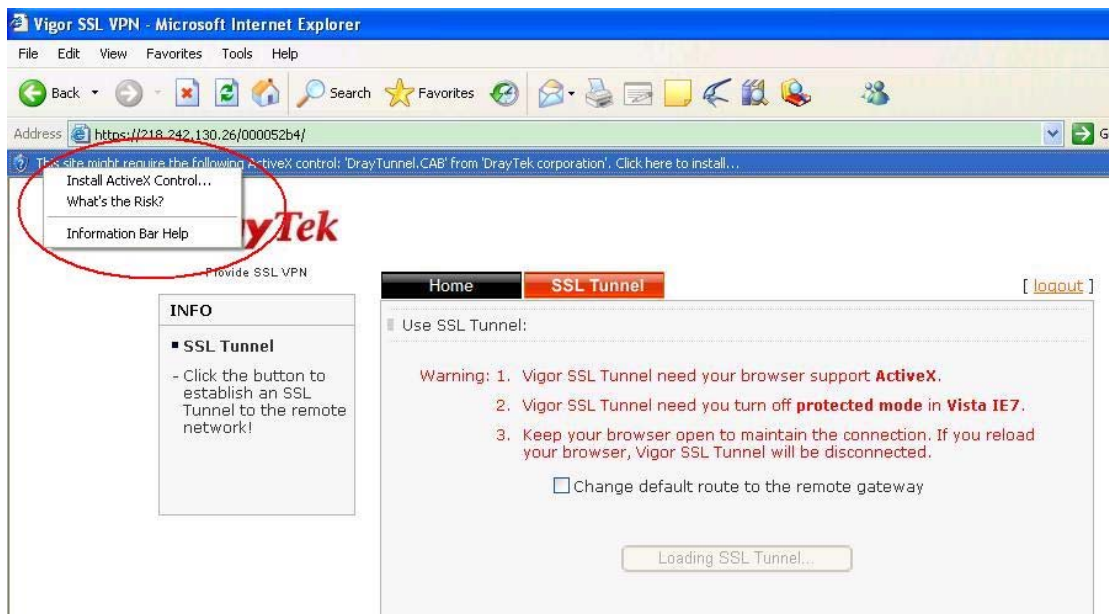 Vigor SSL VPN - Microsoft Internet Explorer
File Edit View Favorites Tools Help
Back Search Favorites
Address https://218.242.130.26/000052b4/ G
This site might require the following ActiveX control: 'DrayTunnel.CAB' from 'DrayTek corporation'. Click here to install...
Install ActiveX Control...
What's the Risk?
Information Bar Help
yTek
Provide SSL VPN
Home SSL Tunnel [ logout ]
INFO
SSL Tunnel
- Click the button to
establish an SSL
Tunnel to the remote
network!
Use SSL Tunnel:
Warning: 1. Vigor SSL Tunnel need your browser support ActiveX.
2. Vigor SSL Tunnel need you turn off protected mode in Vista IE7.
3. Keep your browser open to maintain the connection. If you reload
your browser, Vigor SSL Tunnel will be disconnected.
Change default route to the remote gateway
Loading SSL Tunnel...